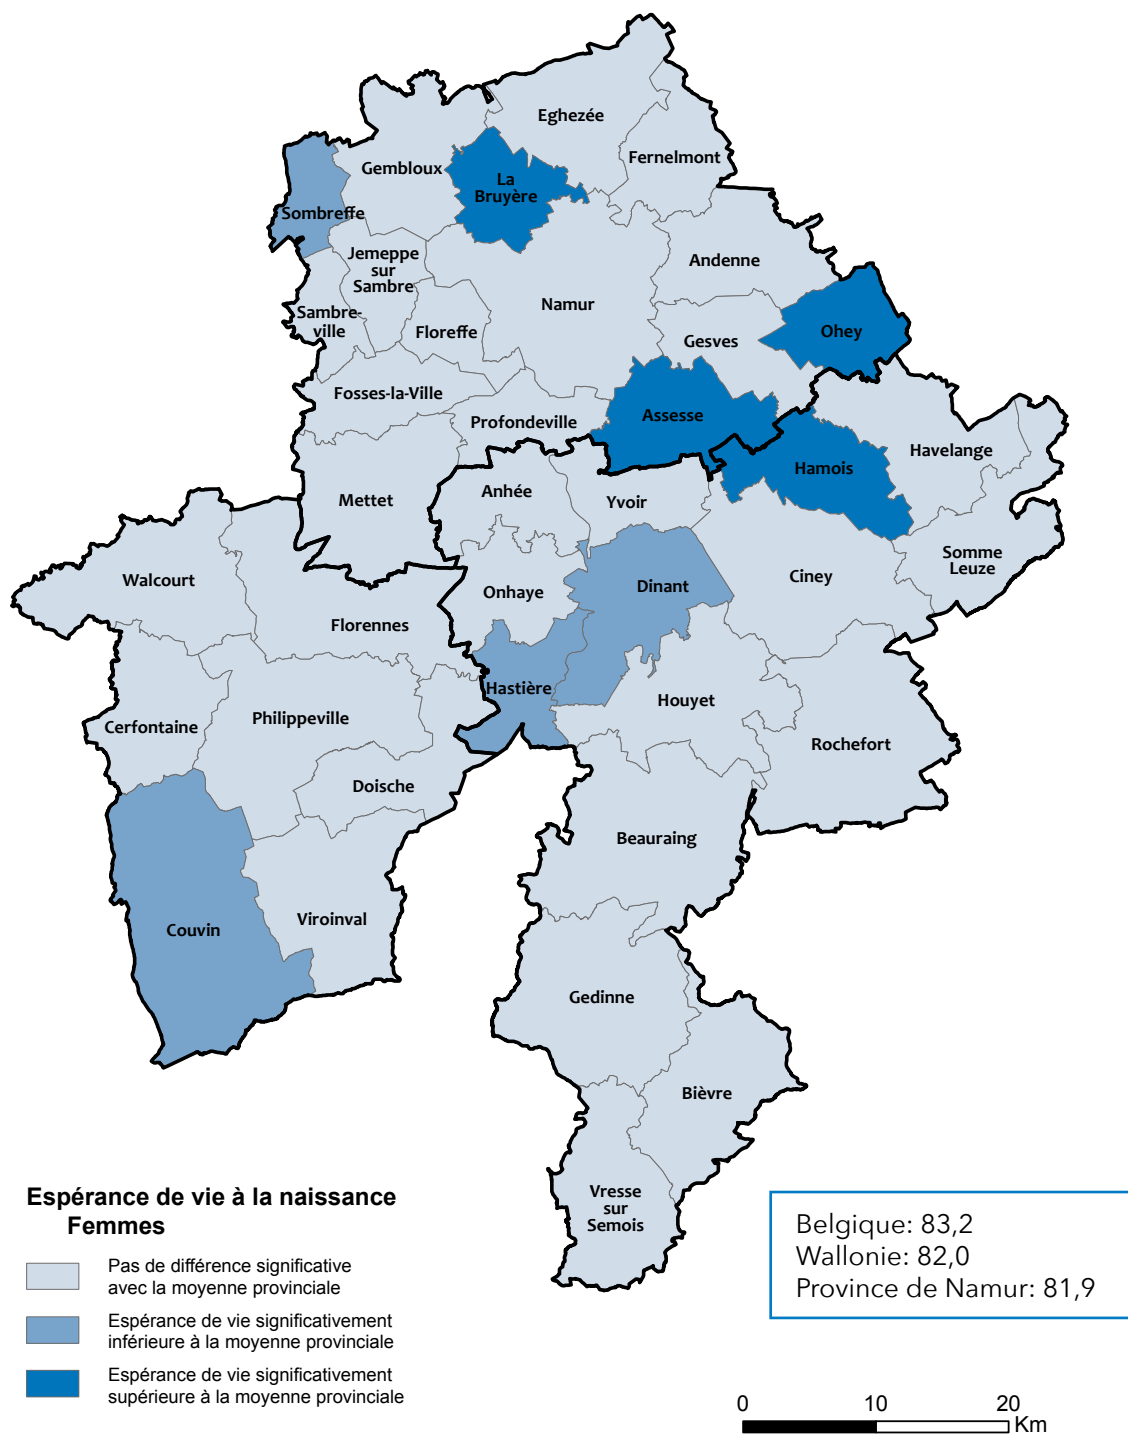 Eghezée
Fernelmont
Gembloux
La
Bruyère
Sombreffe
Jemeppe
sur
Sambre
Andenne
Namur
Sambre-
ville
Floreffe
Gesves
Ohey
Fosses-la-Ville
Profondeville
Assesse
Havelange
Hamois
Mettet
Anhée
Yvoir
Somme
Leuze
Walcourt
Onhaye
Dinant
Ciney
Florennes
Hastière
Houyet
Cerfontaine
Philippeville
Rochefort
Doische
Beauraing
Couvin
Viroinval
Gedinne
Bièvre
Vresse
sur
Semois
Espérance de vie à la naissance
Femmes
Pas de différence significative
avec la moyenne provinciale
Espérance de vie significativement
inférieure à la moyenne provinciale
Espérance de vie significativement
supérieure à la moyenne provinciale
Belgique: 83,2
Wallonie: 82,0
Province de Namur: 81,9
0 10 20
Km